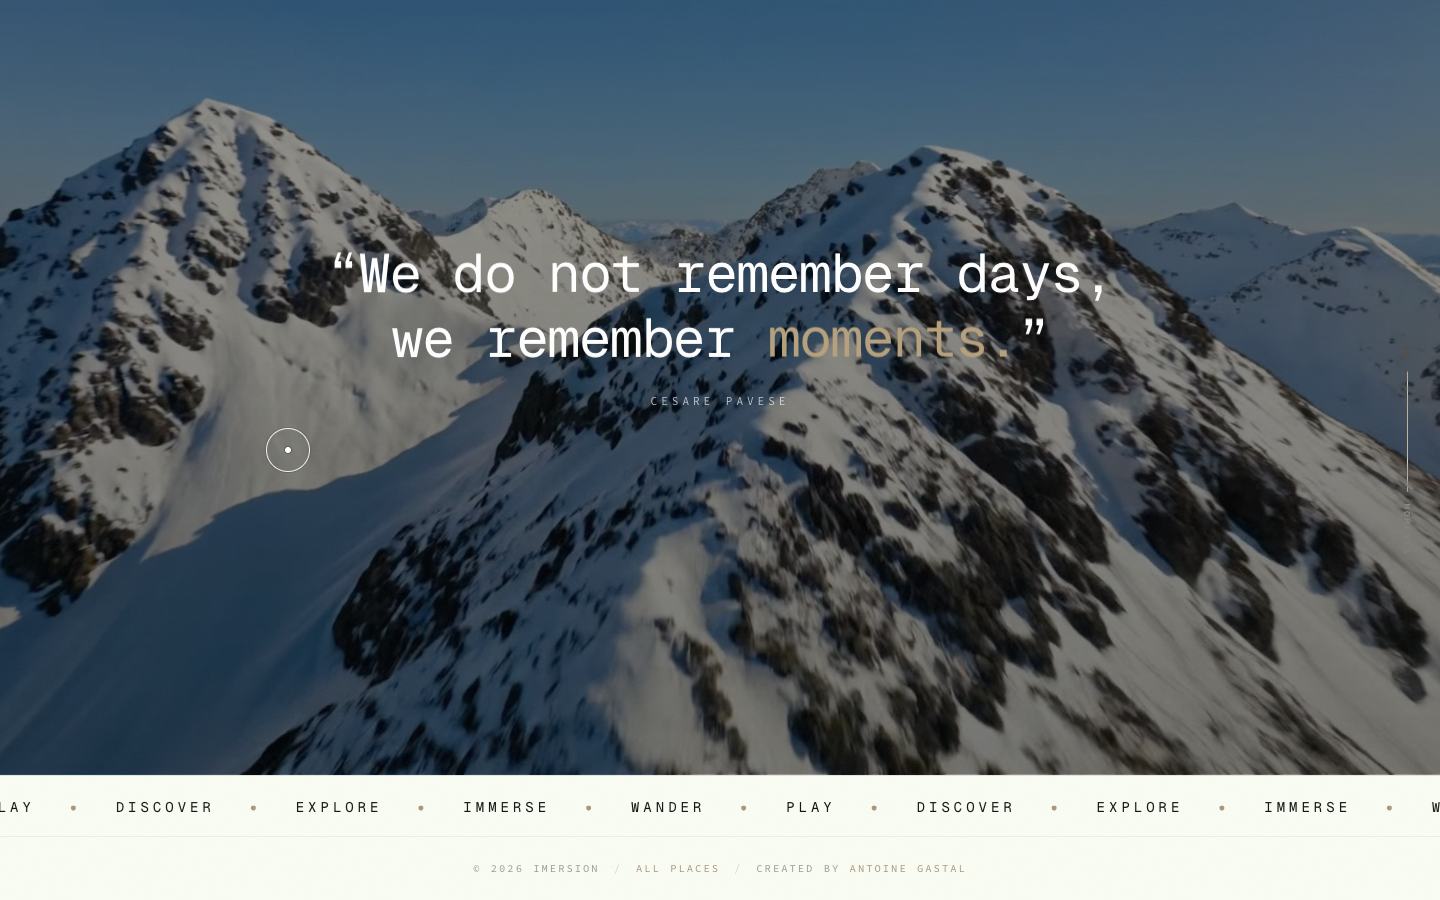 “We do not remember days,
we remember moments.”
CESARE PAVESE
LAY • DISCOVER • EXPLORE • IMMERSE • WANDER • PLAY • DISCOVER • EXPLORE • IMMERSE • W
© 2026 IMERSION / ALL PLACES / CREATED BY ANTOINE GASTAL